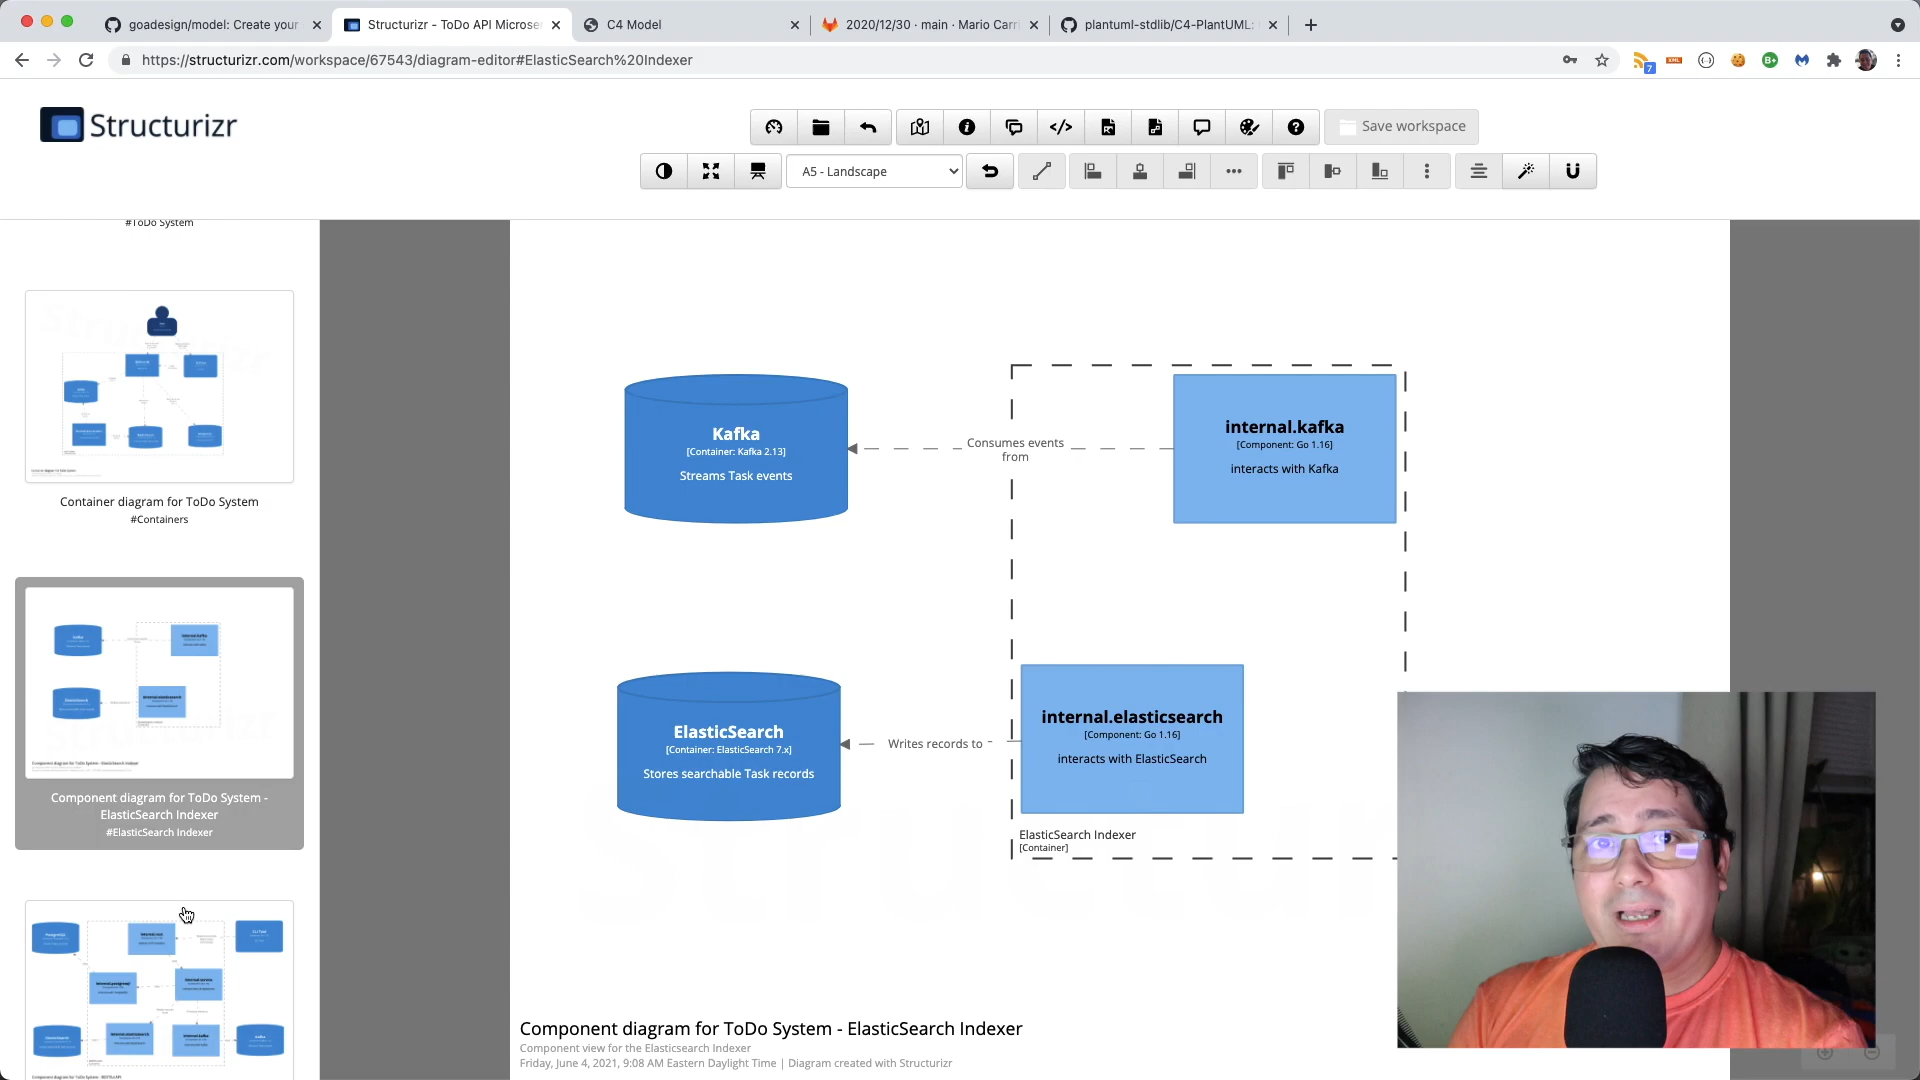 goadesign/model: Create your
Structurizr - ToDo API Microser
C4 Model
2020/12/30 · main · Mario Carri
plantuml-stdlib/C4-PlantUML:
https://structurizr.com/workspace/67543/diagram-editor#ElasticSearch%20Indexer
7
XML
B+
Structurizr
Save workspace
A5 - Landscape
#ToDo System
Container diagram for ToDo System
#Containers
Component diagram for ToDo System -
ElasticSearch Indexer
#ElasticSearch Indexer
Kafka
[Container: Kafka 2.13]
Streams Task events
Consumes events
from
internal.kafka
[Component: Go 1.16]
interacts with Kafka
ElasticSearch
[Container: ElasticSearch 7.x]
Stores searchable Task records
Writes records to
internal.elasticsearch
[Component: Go 1.16]
interacts with ElasticSearch
ElasticSearch Indexer
[Container]
Component diagram for ToDo System - ElasticSearch Indexer
Component view for the Elasticsearch Indexer
Friday, June 4, 2021, 9:08 AM Eastern Daylight Time | Diagram created with Structurizr